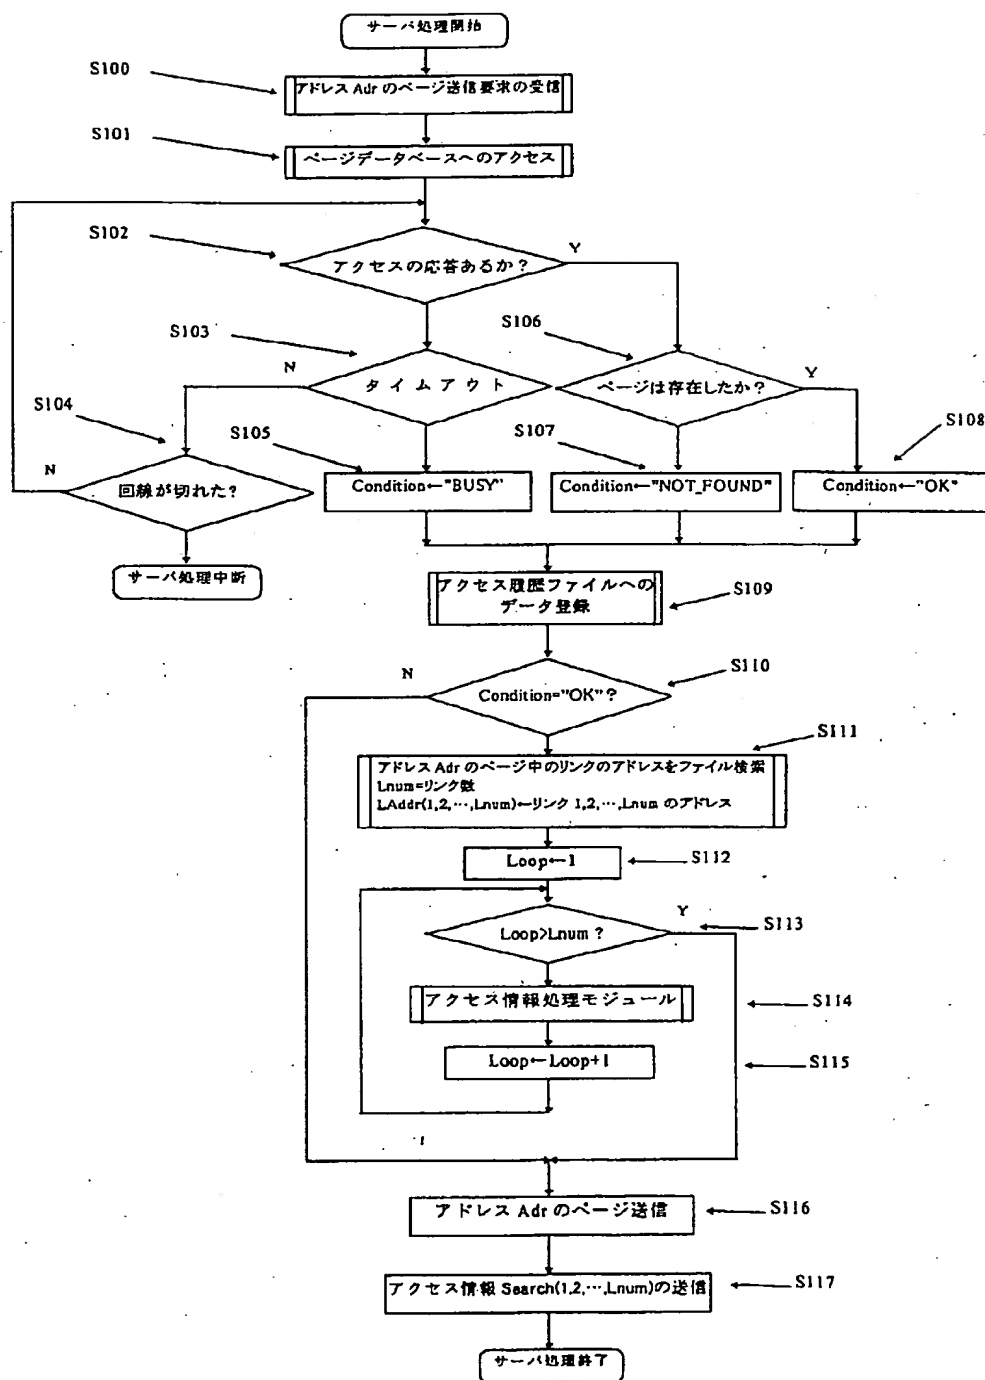 サーバ処理開始
S100
アドレス Adr のページ送信要求の受信
S101
ページデータベースへのアクセス
S102
アクセスの応答あるか？
Y
S103
タイムアウト
N
S106
ページは存在したか？
Y
S104
回線が切れた？
N
S105
Condition←"BUSY"
S107
Condition←"NOT_FOUND"
S108
Condition←"OK"
サーバ処理中断
アクセス履歴ファイルへの
データ登録
S109
N
Condition="OK"？
S110
S111
アドレス Adr のページ中のリンクのアドレスをファイル検索
Lnum=リンク数
LAddr(1,2,…,Lnum)←リンク 1,2,…,Lnum のアドレス
Loop←1
S112
Loop>Lnum？
Y
S113
アクセス情報処理モジュール
S114
Loop←Loop+1
S115
アドレス Adr のページ送信
S116
アクセス情報 Search(1,2,…,Lnum)の送信
S117
サーバ処理終了